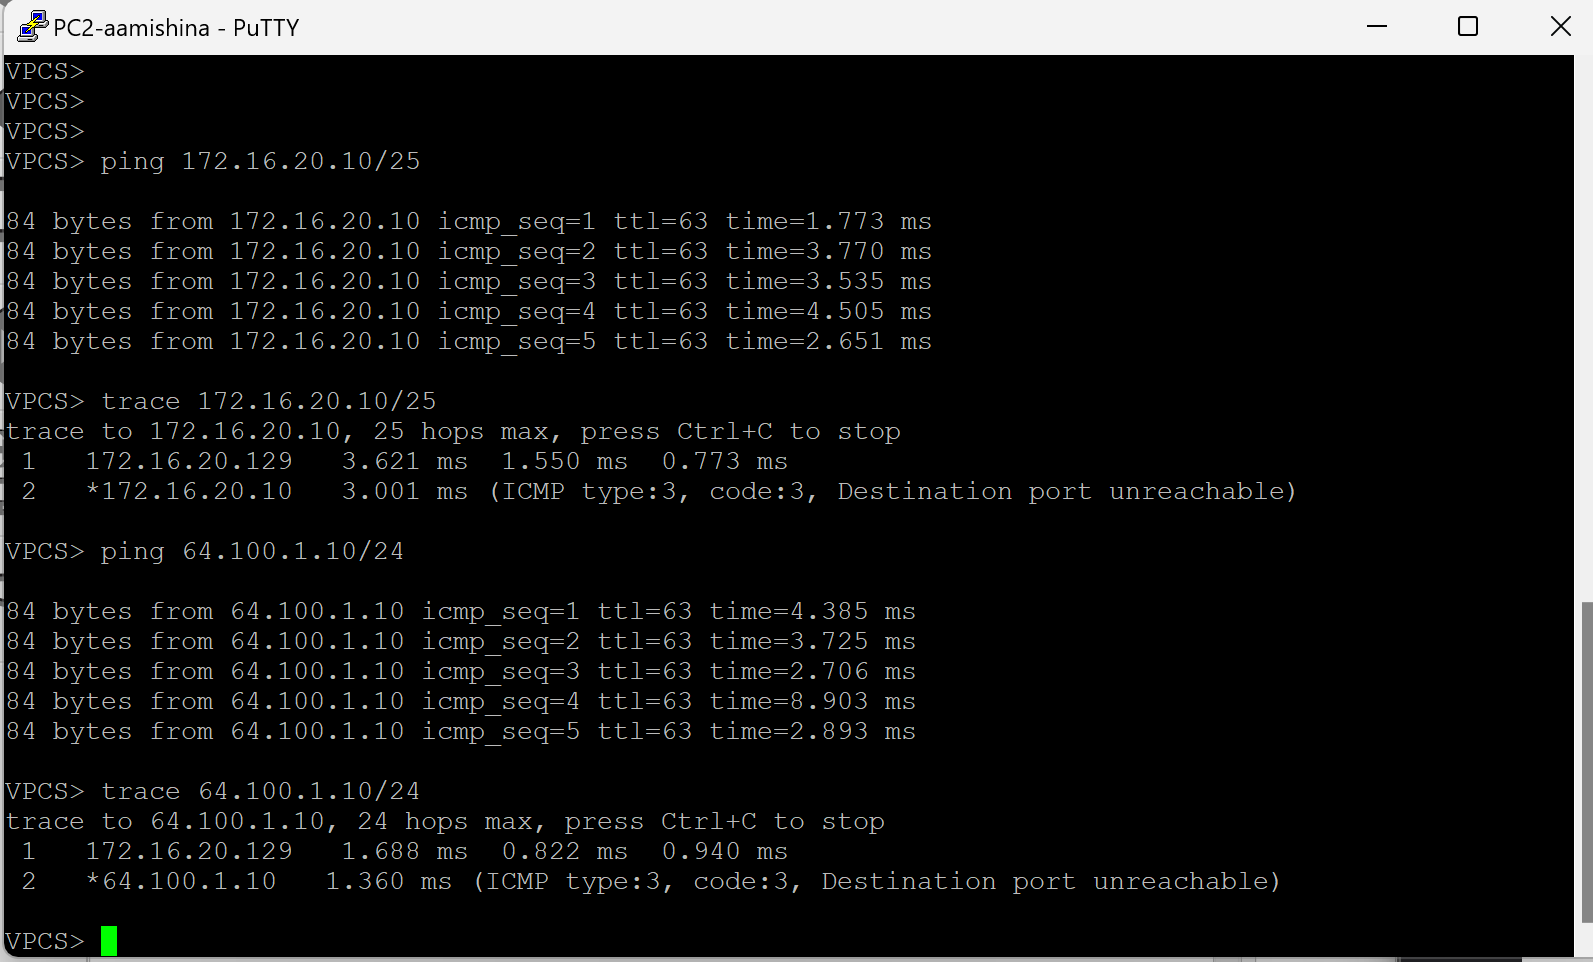 PC2-aamishina - PuTTY
VPCS>
VPCS>
VPCS>
VPCS> ping 172.16.20.10/25
84 bytes from 172.16.20.10 icmp_seq=1 ttl=63 time=1.773 ms
84 bytes from 172.16.20.10 icmp_seq=2 ttl=63 time=3.770 ms
84 bytes from 172.16.20.10 icmp_seq=3 ttl=63 time=3.535 ms
84 bytes from 172.16.20.10 icmp_seq=4 ttl=63 time=4.505 ms
84 bytes from 172.16.20.10 icmp_seq=5 ttl=63 time=2.651 ms
VPCS> trace 172.16.20.10/25
trace to 172.16.20.10, 25 hops max, press Ctrl+C to stop
1   172.16.20.129   3.621 ms  1.550 ms  0.773 ms
2   *172.16.20.10   3.001 ms (ICMP type:3, code:3, Destination port unreachable)
VPCS> ping 64.100.1.10/24
84 bytes from 64.100.1.10 icmp_seq=1 ttl=63 time=4.385 ms
84 bytes from 64.100.1.10 icmp_seq=2 ttl=63 time=3.725 ms
84 bytes from 64.100.1.10 icmp_seq=3 ttl=63 time=2.706 ms
84 bytes from 64.100.1.10 icmp_seq=4 ttl=63 time=8.903 ms
84 bytes from 64.100.1.10 icmp_seq=5 ttl=63 time=2.893 ms
VPCS> trace 64.100.1.10/24
trace to 64.100.1.10, 24 hops max, press Ctrl+C to stop
1   172.16.20.129   1.688 ms  0.822 ms  0.940 ms
2   *64.100.1.10   1.360 ms (ICMP type:3, code:3, Destination port unreachable)
VPCS>